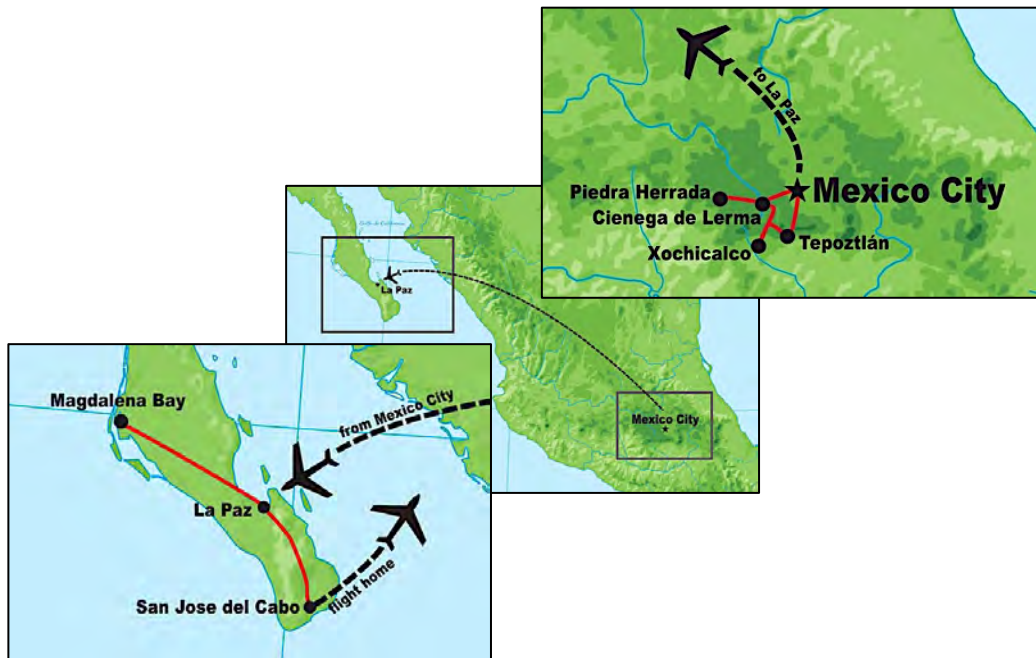 to La Paz
Mexico City
Piedra Herrada
Cienega de Lerma
Xochicalco
Tepoztlán
La Paz
Mexico City
Magdalena Bay
from Mexico City
La Paz
San Jose del Cabo
flight home